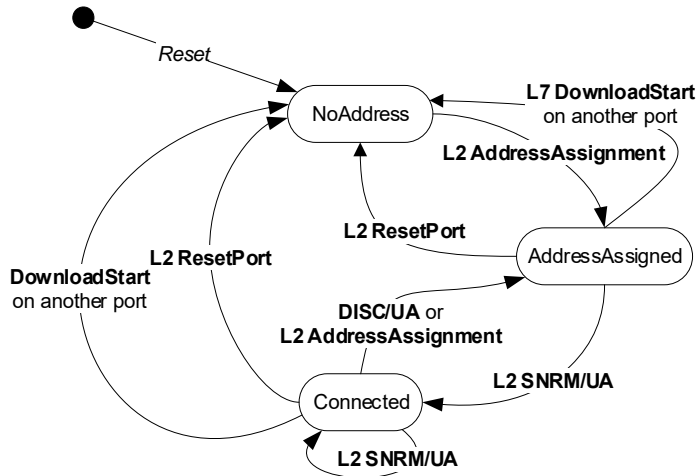 Reset
NoAddress
L7 DownloadStart
on another port
L2 AddressAssignment
L2 ResetPort
L2 ResetPort
AddressAssigned
DownloadStart
on another port
DISC/UA or
L2 AddressAssignment
L2 SNRM/UA
Connected
L2 SNRM/UA